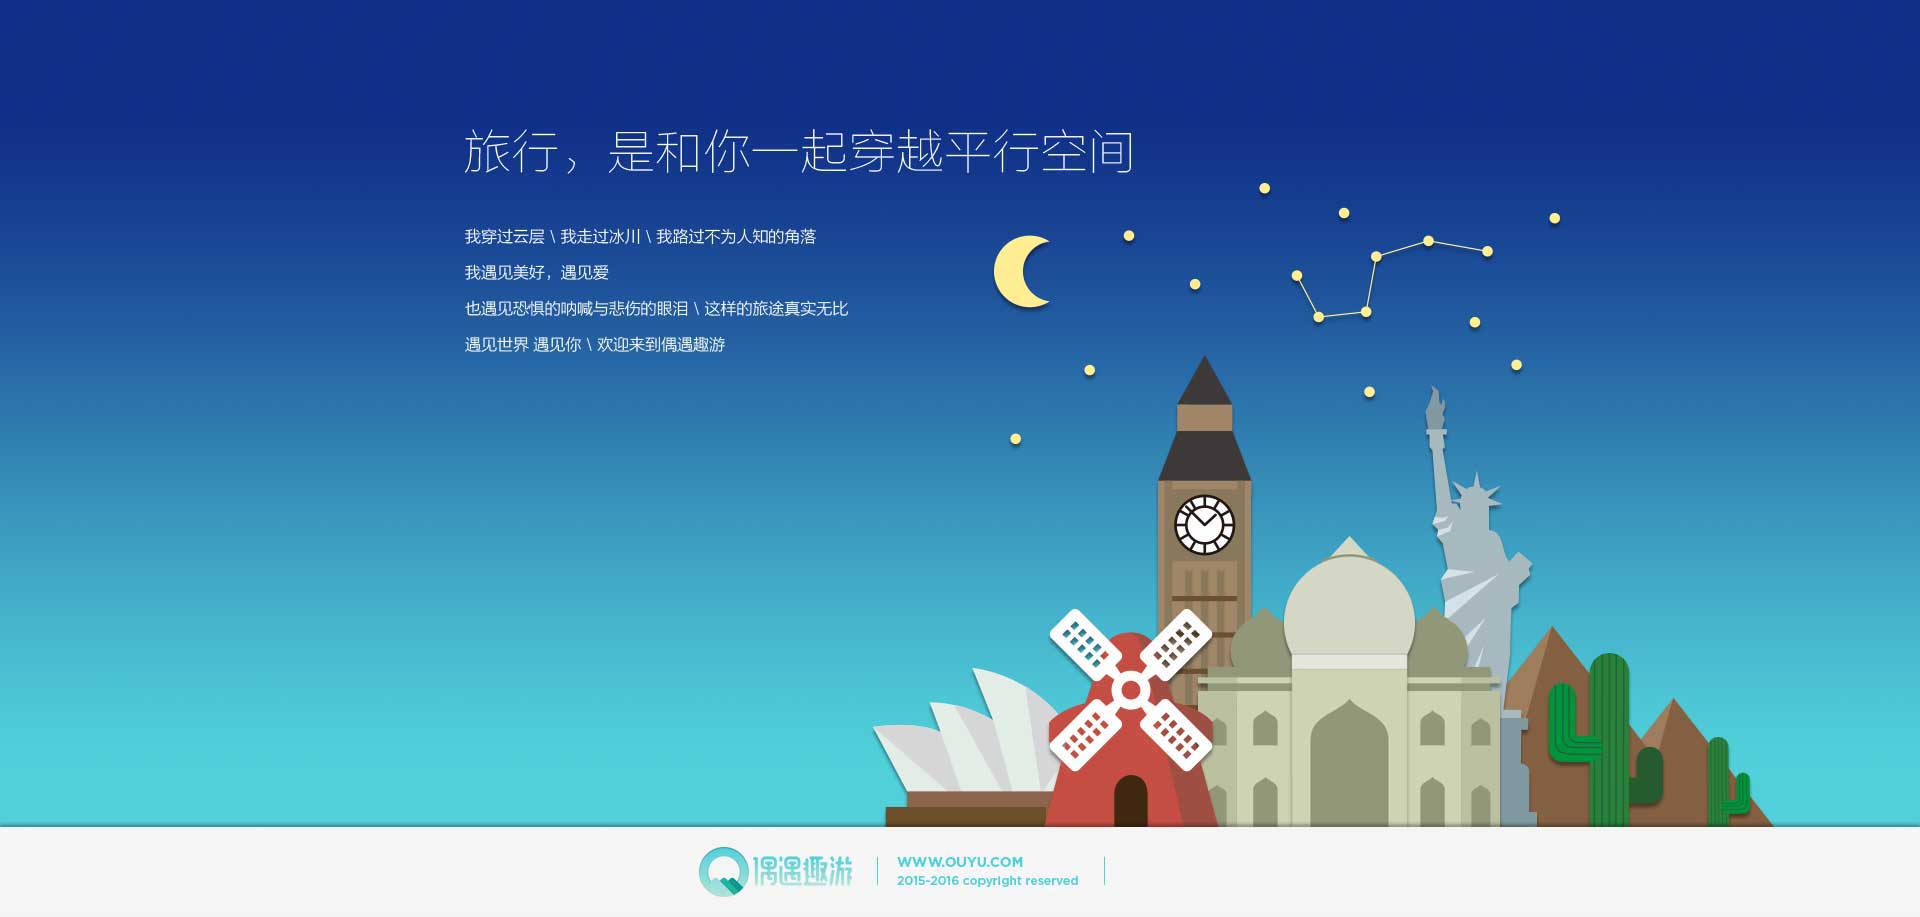 旅行，是和你一起穿越平行空间
我穿过云层 \ 我走过冰川 \ 我路过不为人知的角落
我遇见美好，遇见爱
也遇见恐惧的呐喊与悲伤的眼泪 \ 这样的旅途真实无比
遇见世界 遇见你 \ 欢迎来到偶遇趣游
偶遇趣游
WWW.OUYU.COM
2015-2016 copyright reserved